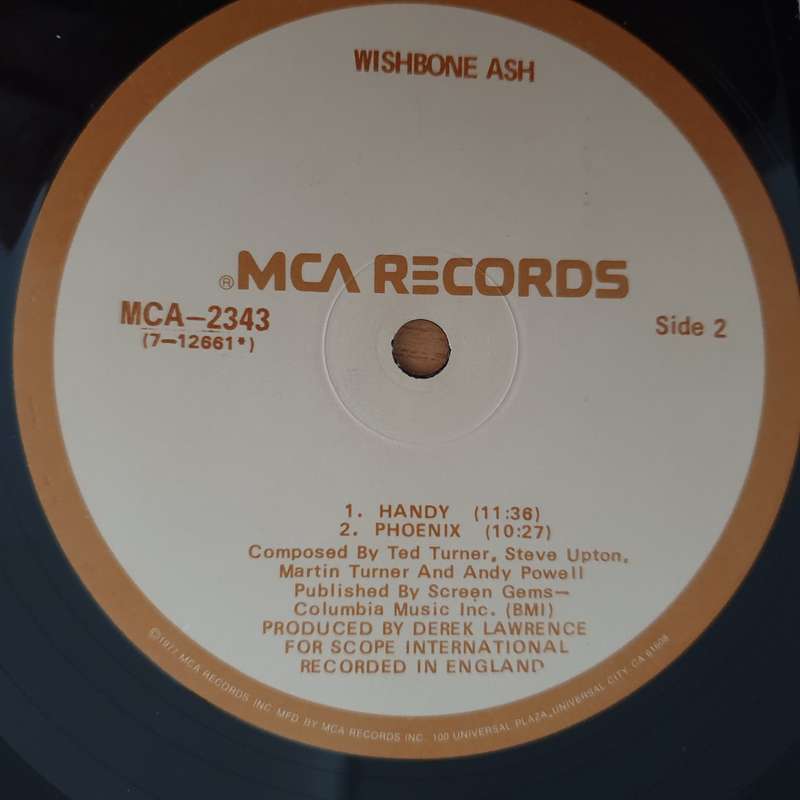 WISHBONE ASH
®MCA RECORDS
MCA-2343
(7-12661*)
Side 2
1. HANDY (11:36)
2. PHOENIX (10:27)
Composed By Ted Turner, Steve Upton,
Martin Turner And Andy Powell
Published By Screen Gems-
Columbia Music Inc. (BMI)
PRODUCED BY DEREK LAWRENCE
FOR SCOPE INTERNATIONAL
RECORDED IN ENGLAND
©1977 MCA RECORDS INC. MFD BY MCA RECORDS INC. 100 UNIVERSAL PLAZA, UNIVERSAL CITY, CA 91608